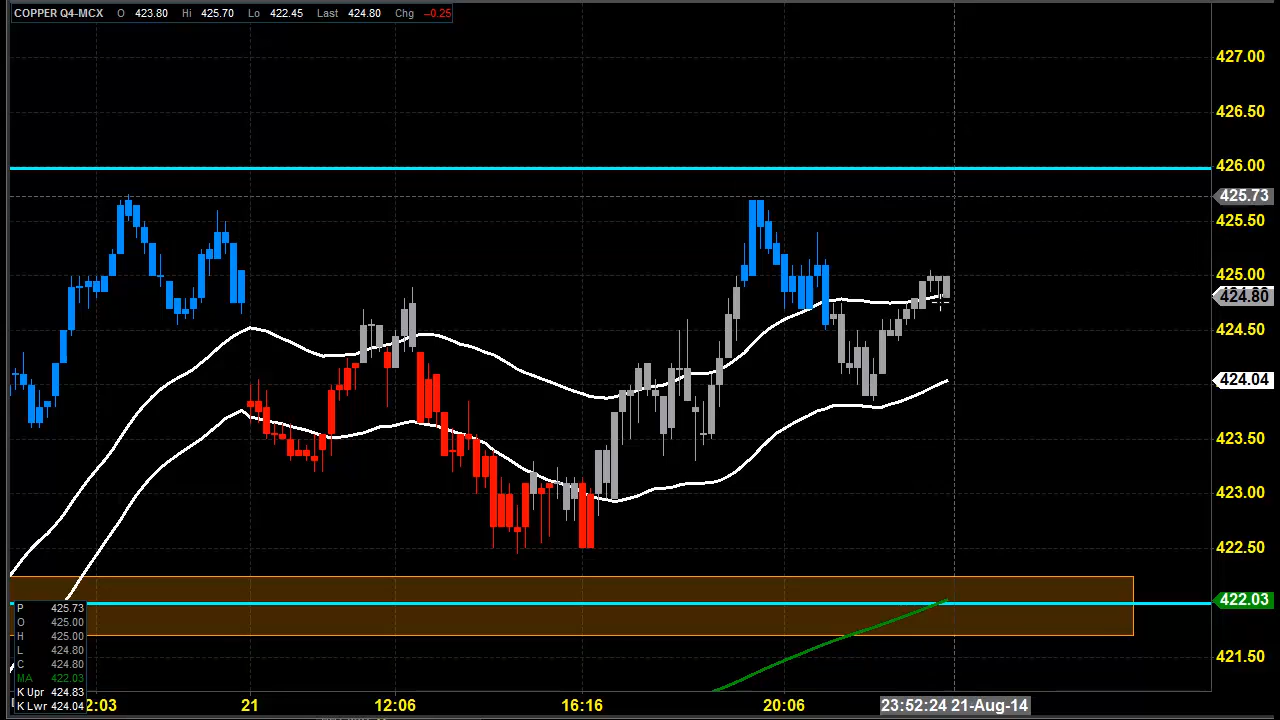 COPPER Q4-MCX O 423.80 Hi 425.70 Lo 422.45 Last 424.80 Chg −0.25
427.00
426.50
426.00
425.73
425.50
425.00
424.80
424.50
424.04
423.50
423.00
422.50
422.03
421.50
P 425.73
O 425.00
H 425.00
L 424.80
C 424.80
MA 422.03
K Upr 424.83
K Lwr 424.04
2:03 21 12:06 16:16 20:06 23:52:24 21-Aug-14